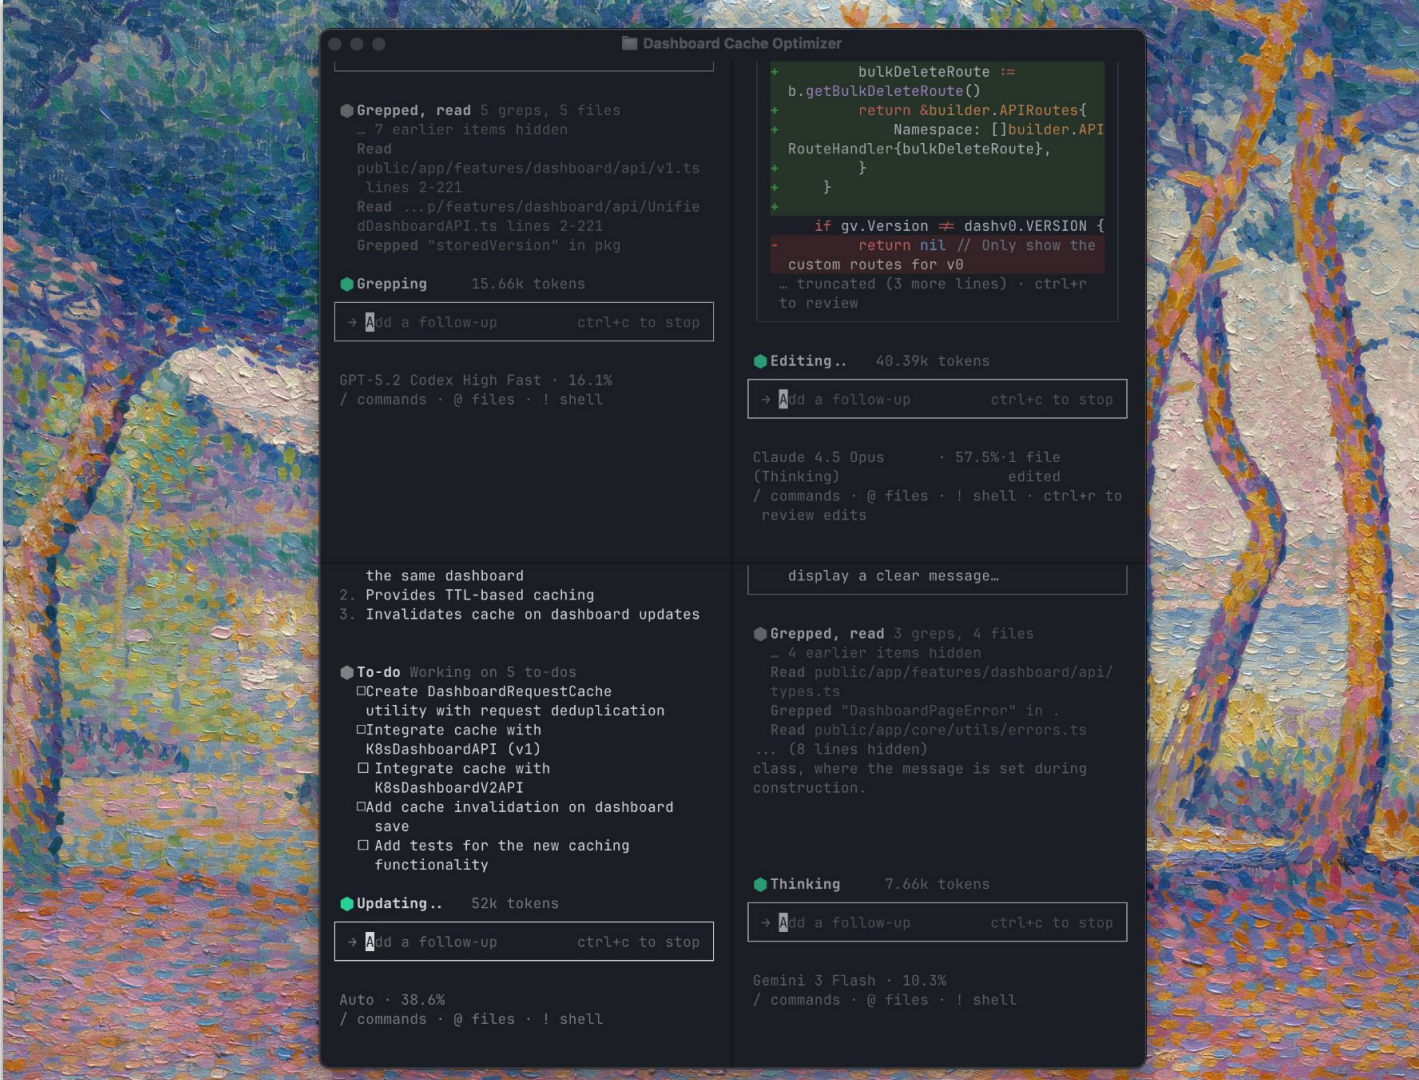 Dashboard Cache Optimizer
Grepped, read 5 greps, 5 files
… 7 earlier items hidden
Read
public/app/features/dashboard/api/v1.ts
lines 2-221
Read ...p/features/dashboard/api/Unifie
dDashboardAPI.ts lines 2-221
Grepped "storedVersion" in pkg
Grepping 15.66k tokens
→ Add a follow-up ctrl+c to stop
GPT-5.2 Codex High Fast · 16.1%
/ commands · @ files · ! shell
+ bulkDeleteRoute :=
b.getBulkDeleteRoute()
+ return &builder.APIRoutes{
+ Namespace: []builder.API
RouteHandler{bulkDeleteRoute},
+ }
+ }
+
if gv.Version != dashv0.VERSION {
- return nil // Only show the
custom routes for v0
… truncated (3 more lines) · ctrl+r
to review
Editing.. 40.39k tokens
→ Add a follow-up ctrl+c to stop
Claude 4.5 Opus · 57.5%·1 file
(Thinking) edited
/ commands · @ files · ! shell · ctrl+r to
review edits
the same dashboard
2. Provides TTL-based caching
3. Invalidates cache on dashboard updates
To-do Working on 5 to-dos
☐Create DashboardRequestCache
utility with request deduplication
☐Integrate cache with
K8sDashboardAPI (v1)
☐ Integrate cache with
K8sDashboardV2API
☐Add cache invalidation on dashboard
save
☐ Add tests for the new caching
functionality
Updating.. 52k tokens
→ Add a follow-up ctrl+c to stop
Auto · 38.6%
/ commands · @ files · ! shell
display a clear message…
Grepped, read 3 greps, 4 files
… 4 earlier items hidden
Read public/app/features/dashboard/api/
types.ts
Grepped "DashboardPageError" in .
Read public/app/core/utils/errors.ts
... (8 lines hidden)
class, where the message is set during
construction.
Thinking 7.66k tokens
→ Add a follow-up ctrl+c to stop
Gemini 3 Flash · 10.3%
/ commands · @ files · ! shell